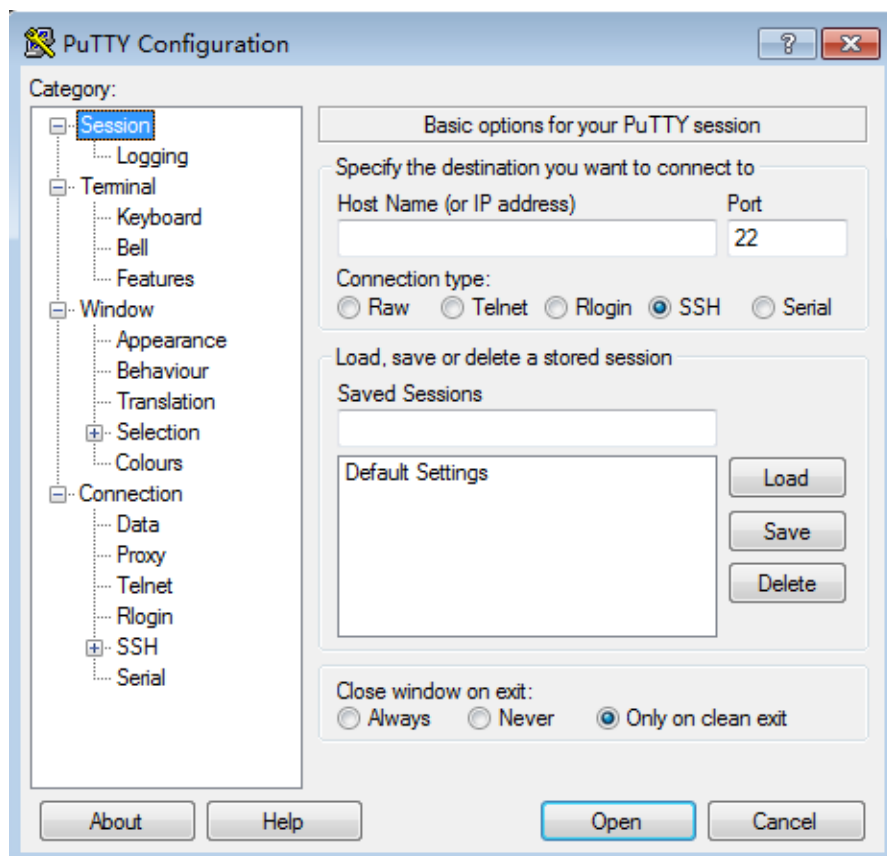 PuTTY Configuration
?
Category:
Session
Logging
Terminal
Keyboard
Bell
Features
Window
Appearance
Behaviour
Translation
Selection
Colours
Connection
Data
Proxy
Telnet
Rlogin
SSH
Serial
Basic options for your PuTTY session
Specify the destination you want to connect to
Host Name (or IP address) Port
22
Connection type:
Raw Telnet Rlogin SSH Serial
Load, save or delete a stored session
Saved Sessions
Default Settings
Load
Save
Delete
Close window on exit:
Always Never Only on clean exit
About Help Open Cancel